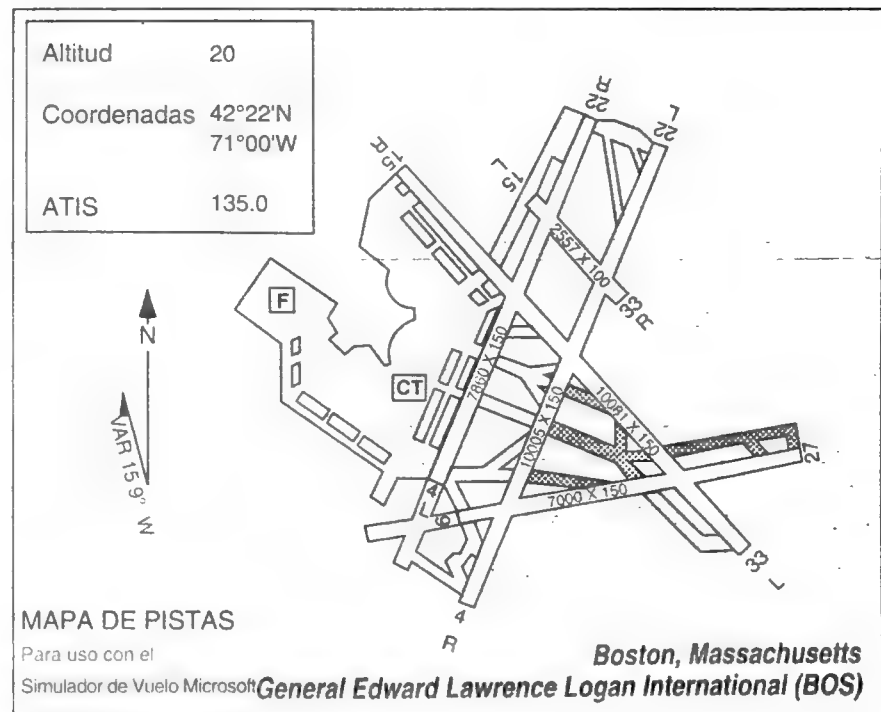 Altitud 20
Coordenadas 42°22'N
71°00'W
ATIS 135.0
22
R
L
22
15
R
15
L
2557 X 100
33
R
F
CT
N
VAR 15.9° W
7860 X 150
10005 X 150
10081 X 150
7000 X 150
27
4
L
9
33
L
4
R
MAPA DE PISTAS
Para uso con el
Simulador de Vuelo Microsoft
Boston, Massachusetts
General Edward Lawrence Logan International (BOS)